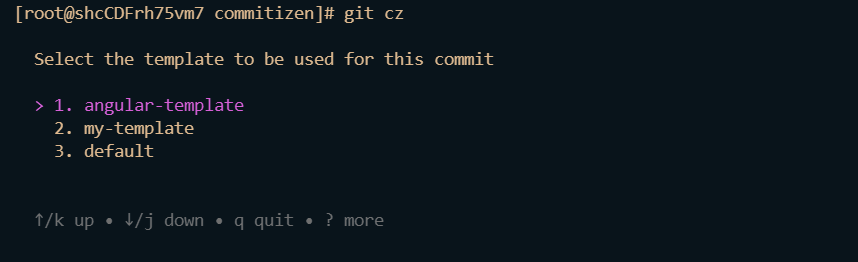 [root@shcCDFrh75vm7 commitizen]# git cz
Select the template to be used for this commit
> 1. angular-template
2. my-template
3. default
↑/k up • ↓/j down • q quit • ? more